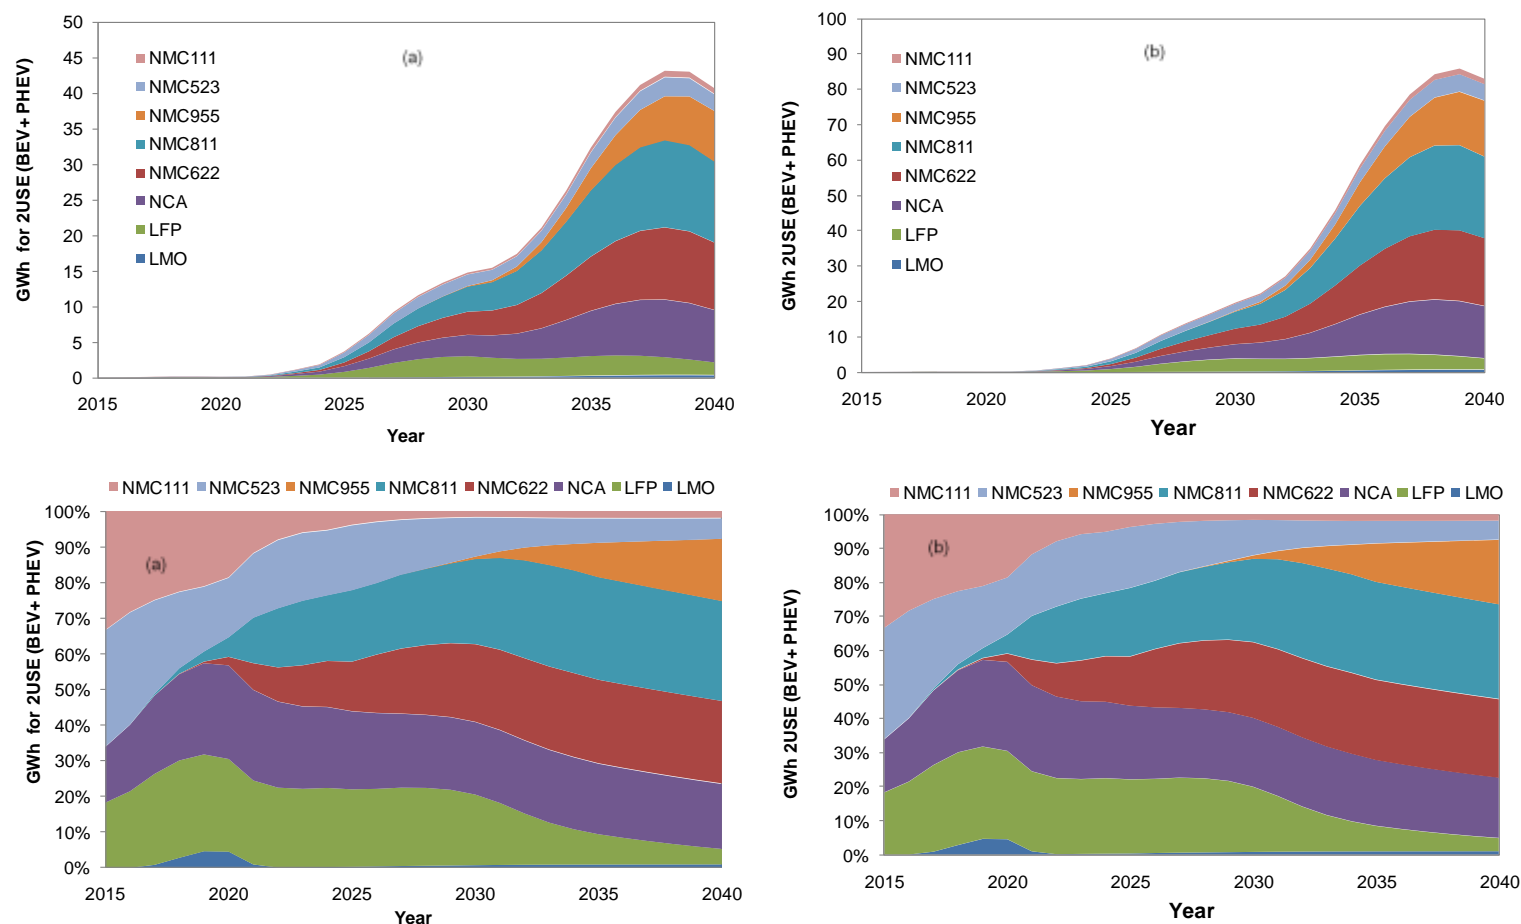 GWh for 2USE (BEV+ PHEV)
50
45
40
35
30
25
20
15
10
5
0
(a)
NMC111
NMC523
NMC955
NMC811
NMC622
NCA
LFP
LMO
2015 2020 2025 2030 2035 2040
Year
GWh 2USE (BEV+ PHEV)
100
90
80
70
60
50
40
30
20
10
0
(b)
NMC111
NMC523
NMC955
NMC811
NMC622
NCA
LFP
LMO
2015 2020 2025 2030 2035 2040
Year
NMC111 NMC523 NMC955 NMC811 NMC622 NCA LFP LMO
GWh for 2USE (BEV+ PHEV)
100%
90%
80%
70%
60%
50%
40%
30%
20%
10%
0%
(a)
2015 2020 2025 2030 2035 2040
Year
NMC111 NMC523 NMC955 NMC811 NMC622 NCA LFP LMO
GWh 2USE (BEV+ PHEV)
100%
90%
80%
70%
60%
50%
40%
30%
20%
10%
0%
(b)
2015 2020 2025 2030 2035 2040
Year